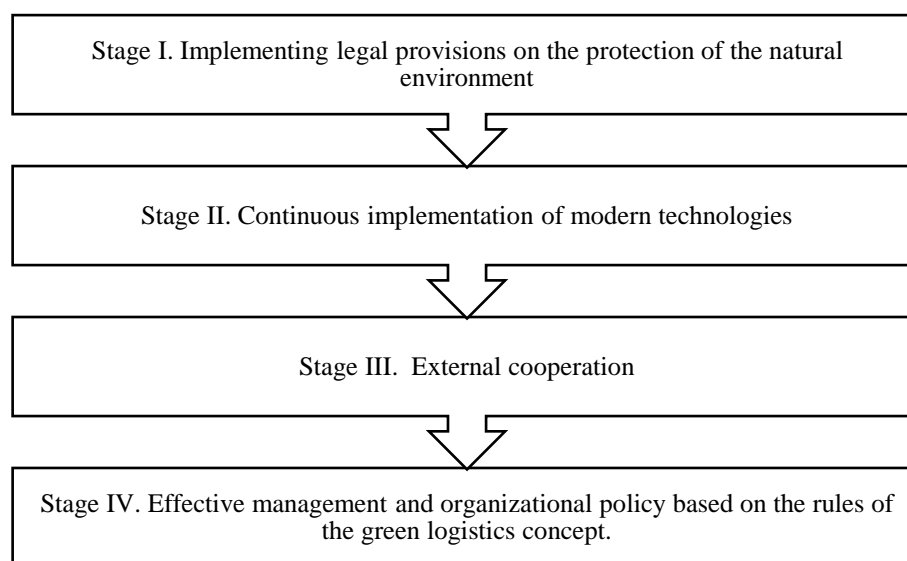 Stage I. Implementing legal provisions on the protection of the natural
environment
Stage II. Continuous implementation of modern technologies
Stage III.  External cooperation
Stage IV. Effective management and organizational policy based on the rules of
the green logistics concept.